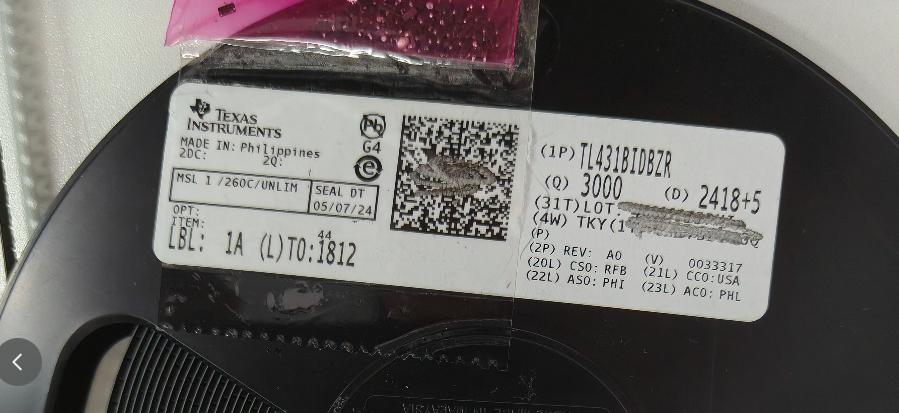 TEXAS
INSTRUMENTS
MADE IN: Philippines
2DC: 2Q:
Pb
G4
e
MSL 1 /260C/UNLIM
SEAL DT
05/07/24
OPT:
ITEM:
44
LBL: 1A (L)TO:1812
(1P) TL431BIDBZR
(Q) 3000 (D) 2418+5
(31T)LOT:
(4W) TKY(1
(P)
(2P) REV: A0 (V) 0033317
(20L) CSO: RFB (21L) CCO:USA
(22L) ASO: PHI (23L) ACO: PHL